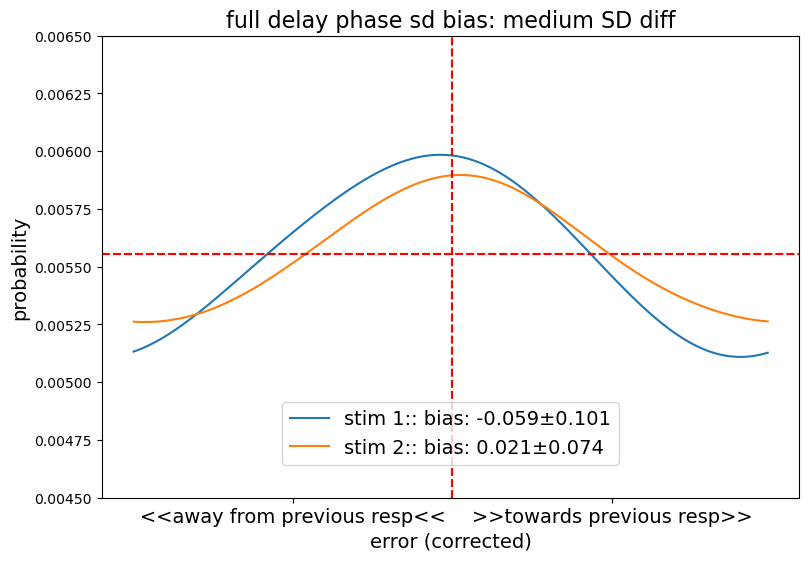 full delay phase sd bias: medium SD diff
0.00650
0.00625
0.00600
0.00575
0.00550
0.00525
0.00500
0.00475
0.00450
probability
stim 1:: bias: -0.059±0.101
stim 2:: bias: 0.021±0.074
<<away from previous resp<<
>>towards previous resp>>
error (corrected)